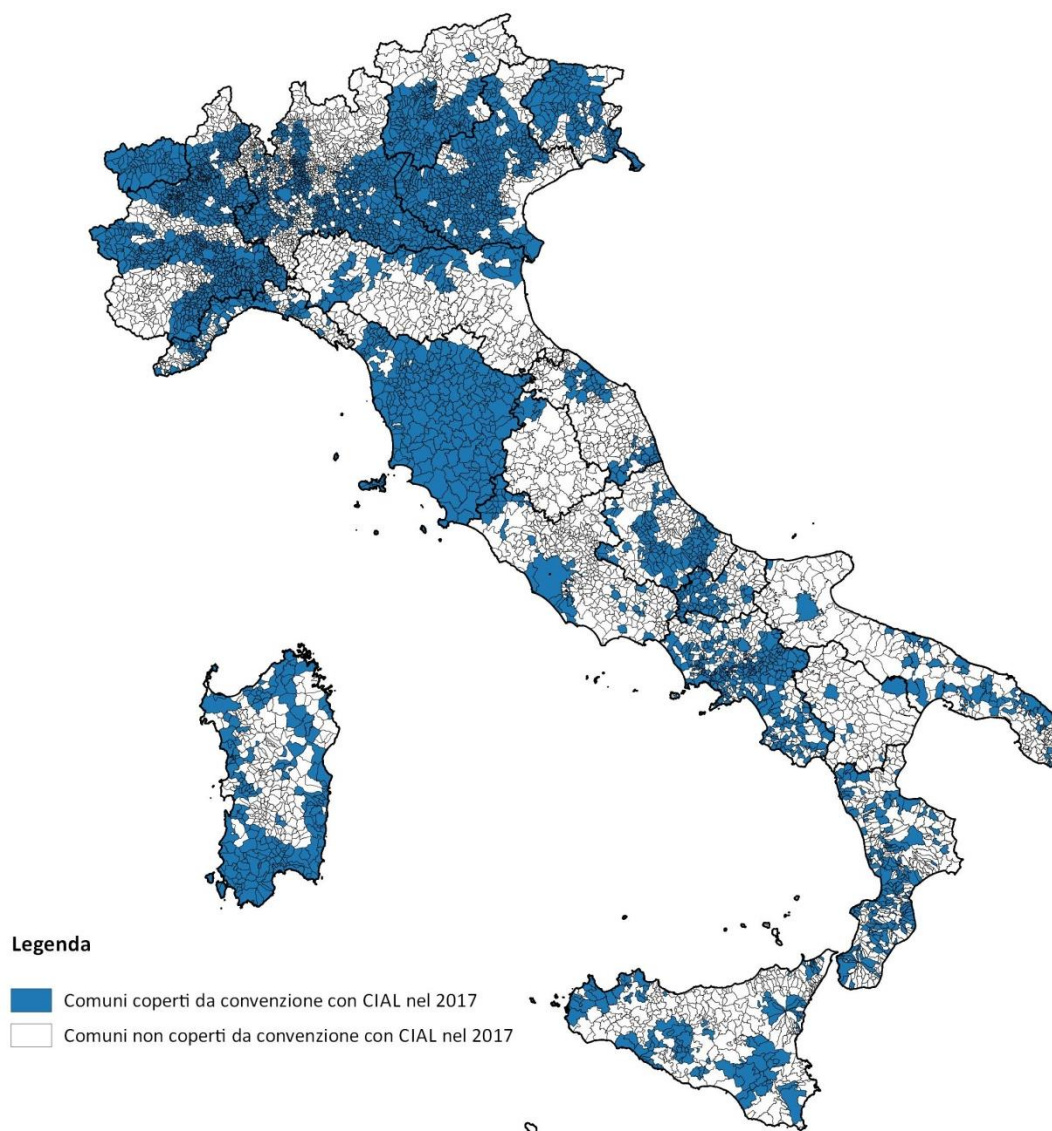 Legenda
Comuni coperti da convenzione con CIAL nel 2017
Comuni non coperti da convenzione con CIAL nel 2017